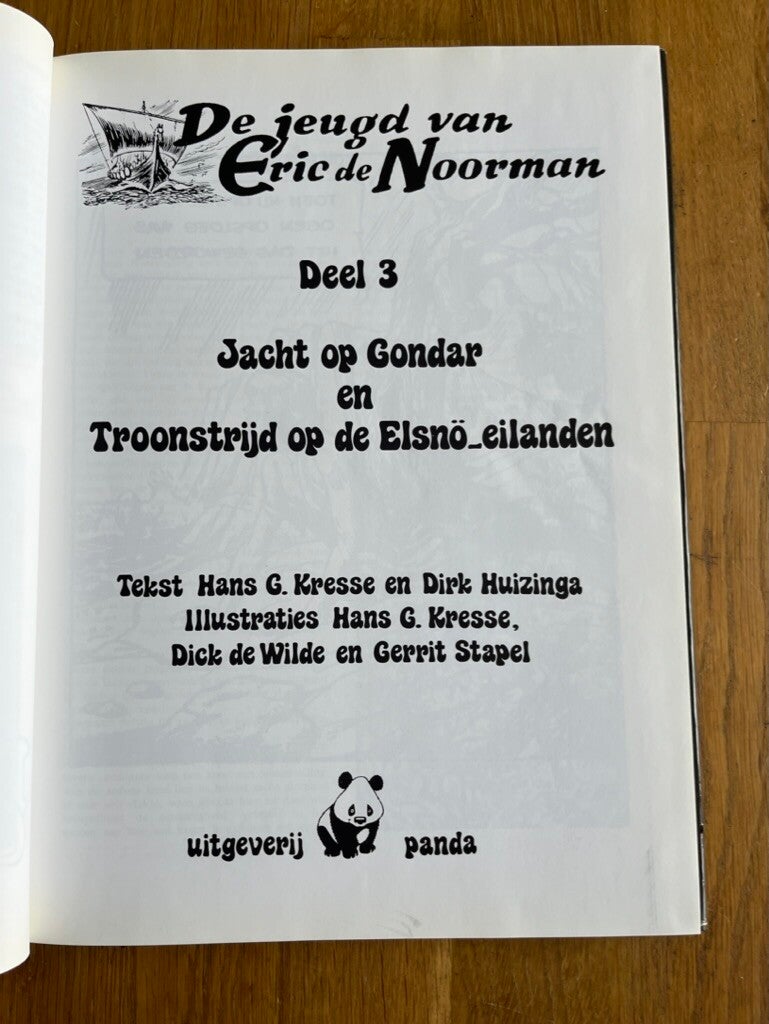 De jeugd van
Eric de Noorman
Deel 3
Jacht op Gondar
en
Troonstrijd op de Elsnö_eilanden
Tekst Hans G. Kresse en Dirk Huizinga
Illustraties Hans G. Kresse,
Dick de Wilde en Gerrit Stapel
uitgeverij panda